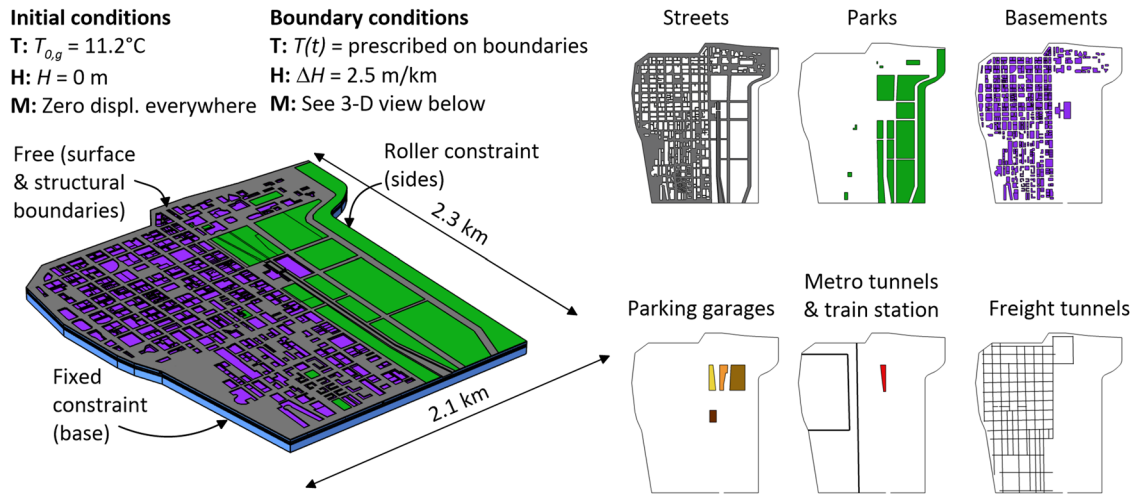 Initial conditions
T: T₀,g = 11.2°C
H: H = 0 m
M: Zero displ. everywhere
Boundary conditions
T: T(t) = prescribed on boundaries
H: ΔH = 2.5 m/km
M: See 3-D view below
Free (surface
& structural
boundaries)
Roller constraint
(sides)
2.3 km
2.1 km
Fixed
constraint
(base)
Streets
Parks
Basements
Parking garages
Metro tunnels
& train station
Freight tunnels